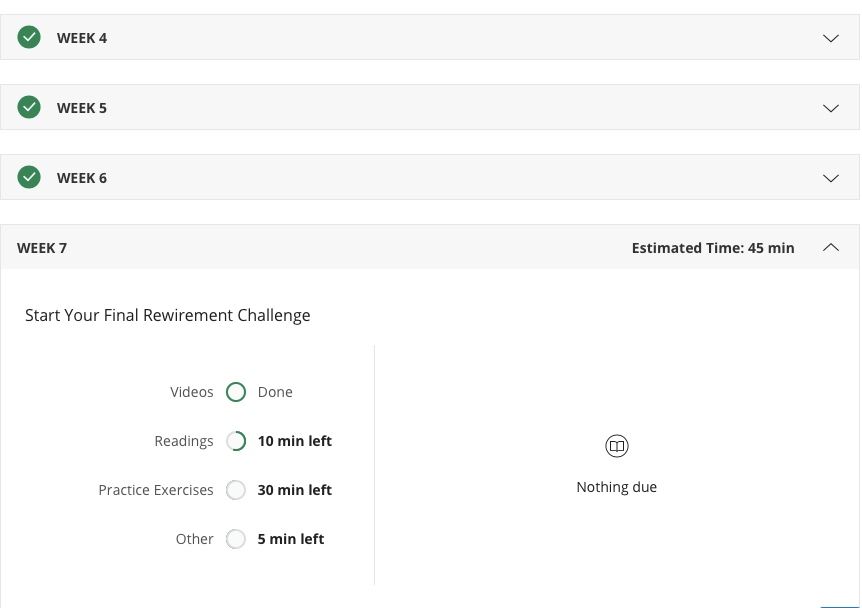 WEEK 4
WEEK 5
WEEK 6
WEEK 7
Estimated Time: 45 min
Start Your Final Rewirement Challenge
Videos Done
Readings 10 min left
Practice Exercises 30 min left
Other 5 min left
Nothing due